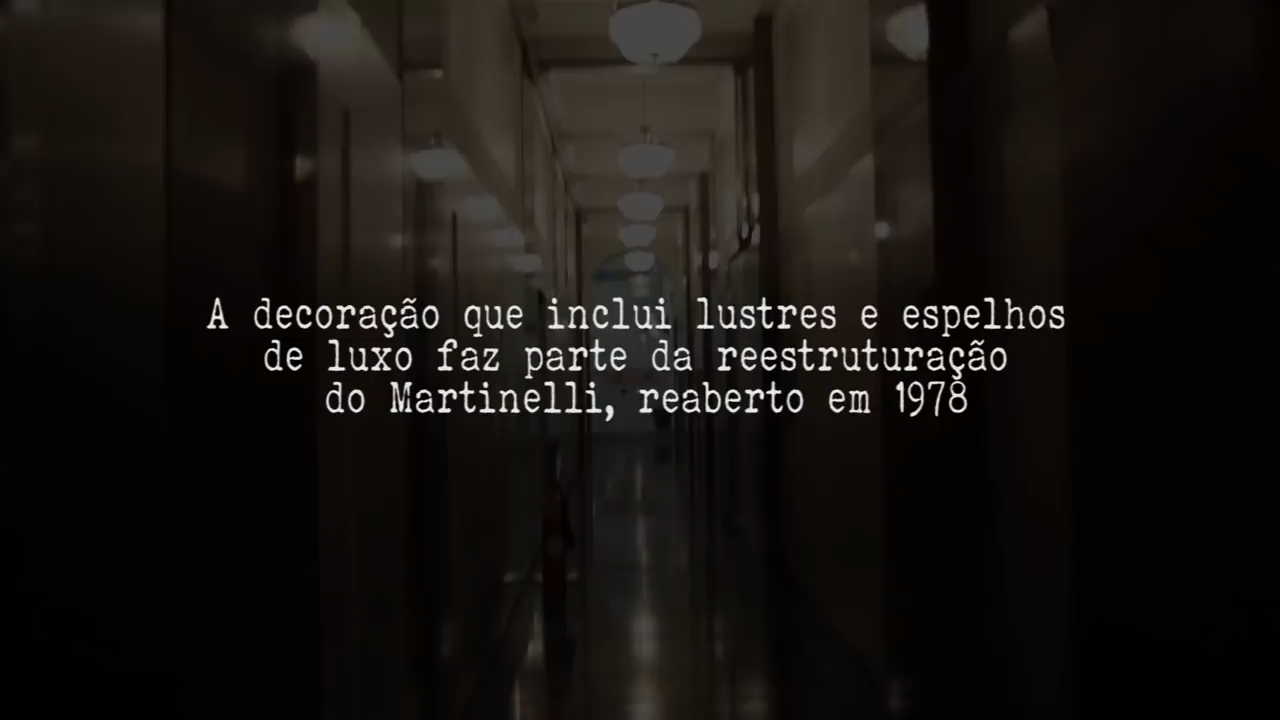 A decoração que inclui lustres e espelhos
de luxo faz parte da reestruturação
do Martinelli, reaberto em 1978